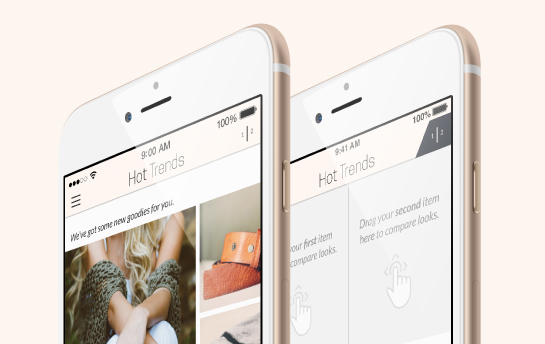 100%
9:00 AM
1 2
Hot Trends
We've got some new goodies for you.
100%
9:41 AM
1 2
Hot Trends
your first item
compare looks.
Drag your second item
here to compare looks.